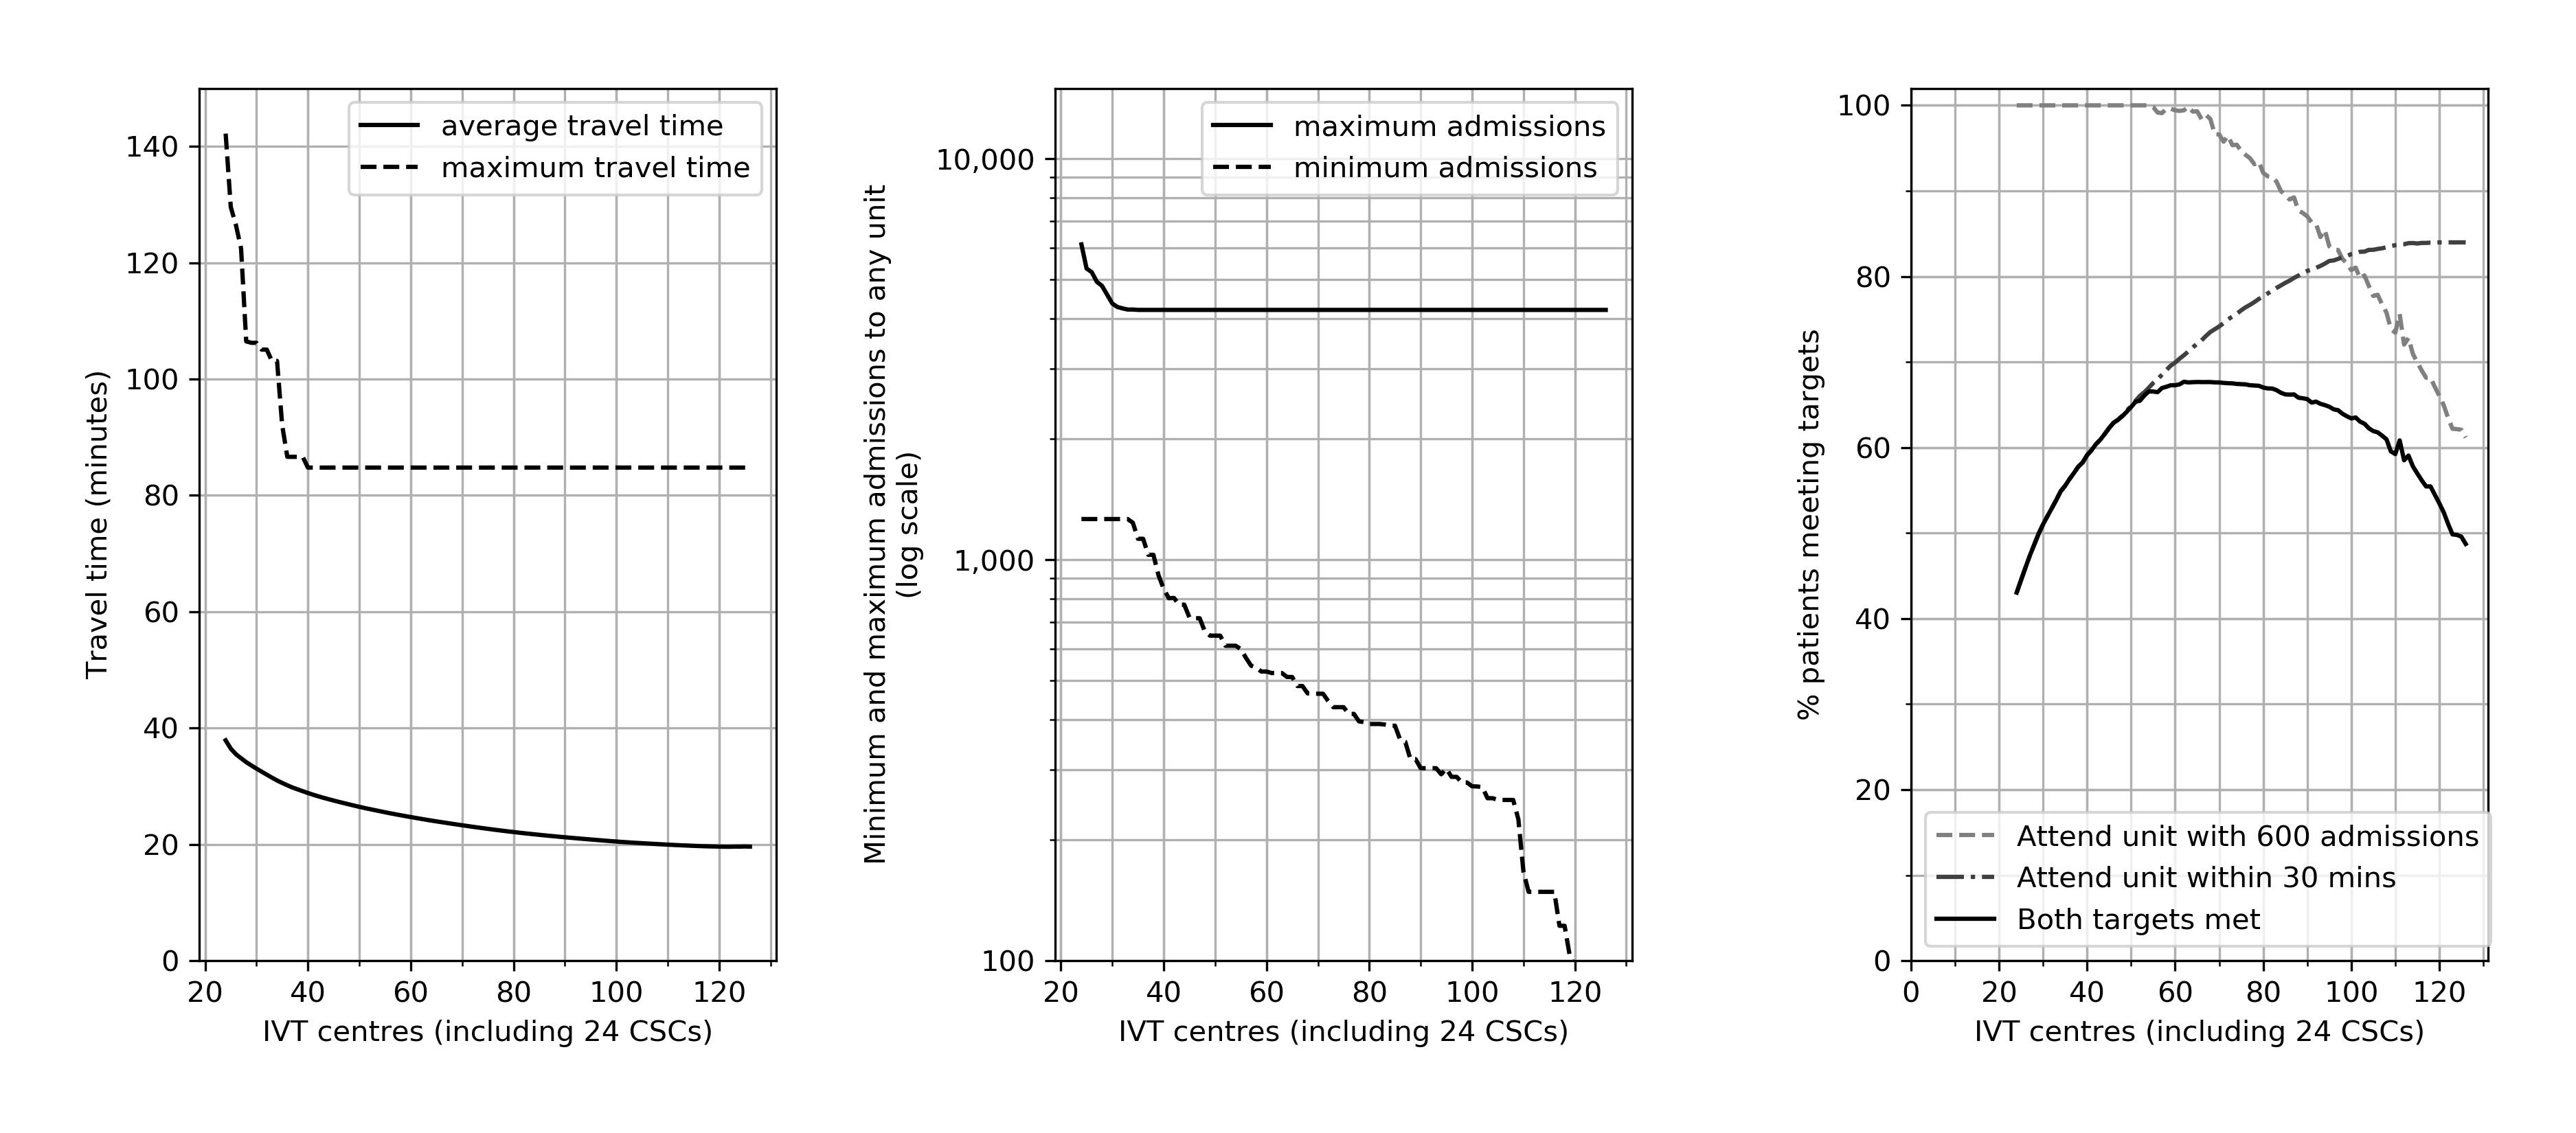 Travel time (minutes)
140
120
100
80
60
40
20
0
average travel time
maximum travel time
20 40 60 80 100 120
IVT centres (including 24 CSCs)
Minimum and maximum admissions to any unit
(log scale)
10,000
1,000
100
maximum admissions
minimum admissions
20 40 60 80 100 120
IVT centres (including 24 CSCs)
% patients meeting targets
100
80
60
40
20
0
Attend unit with 600 admissions
Attend unit within 30 mins
Both targets met
0 20 40 60 80 100 120
IVT centres (including 24 CSCs)